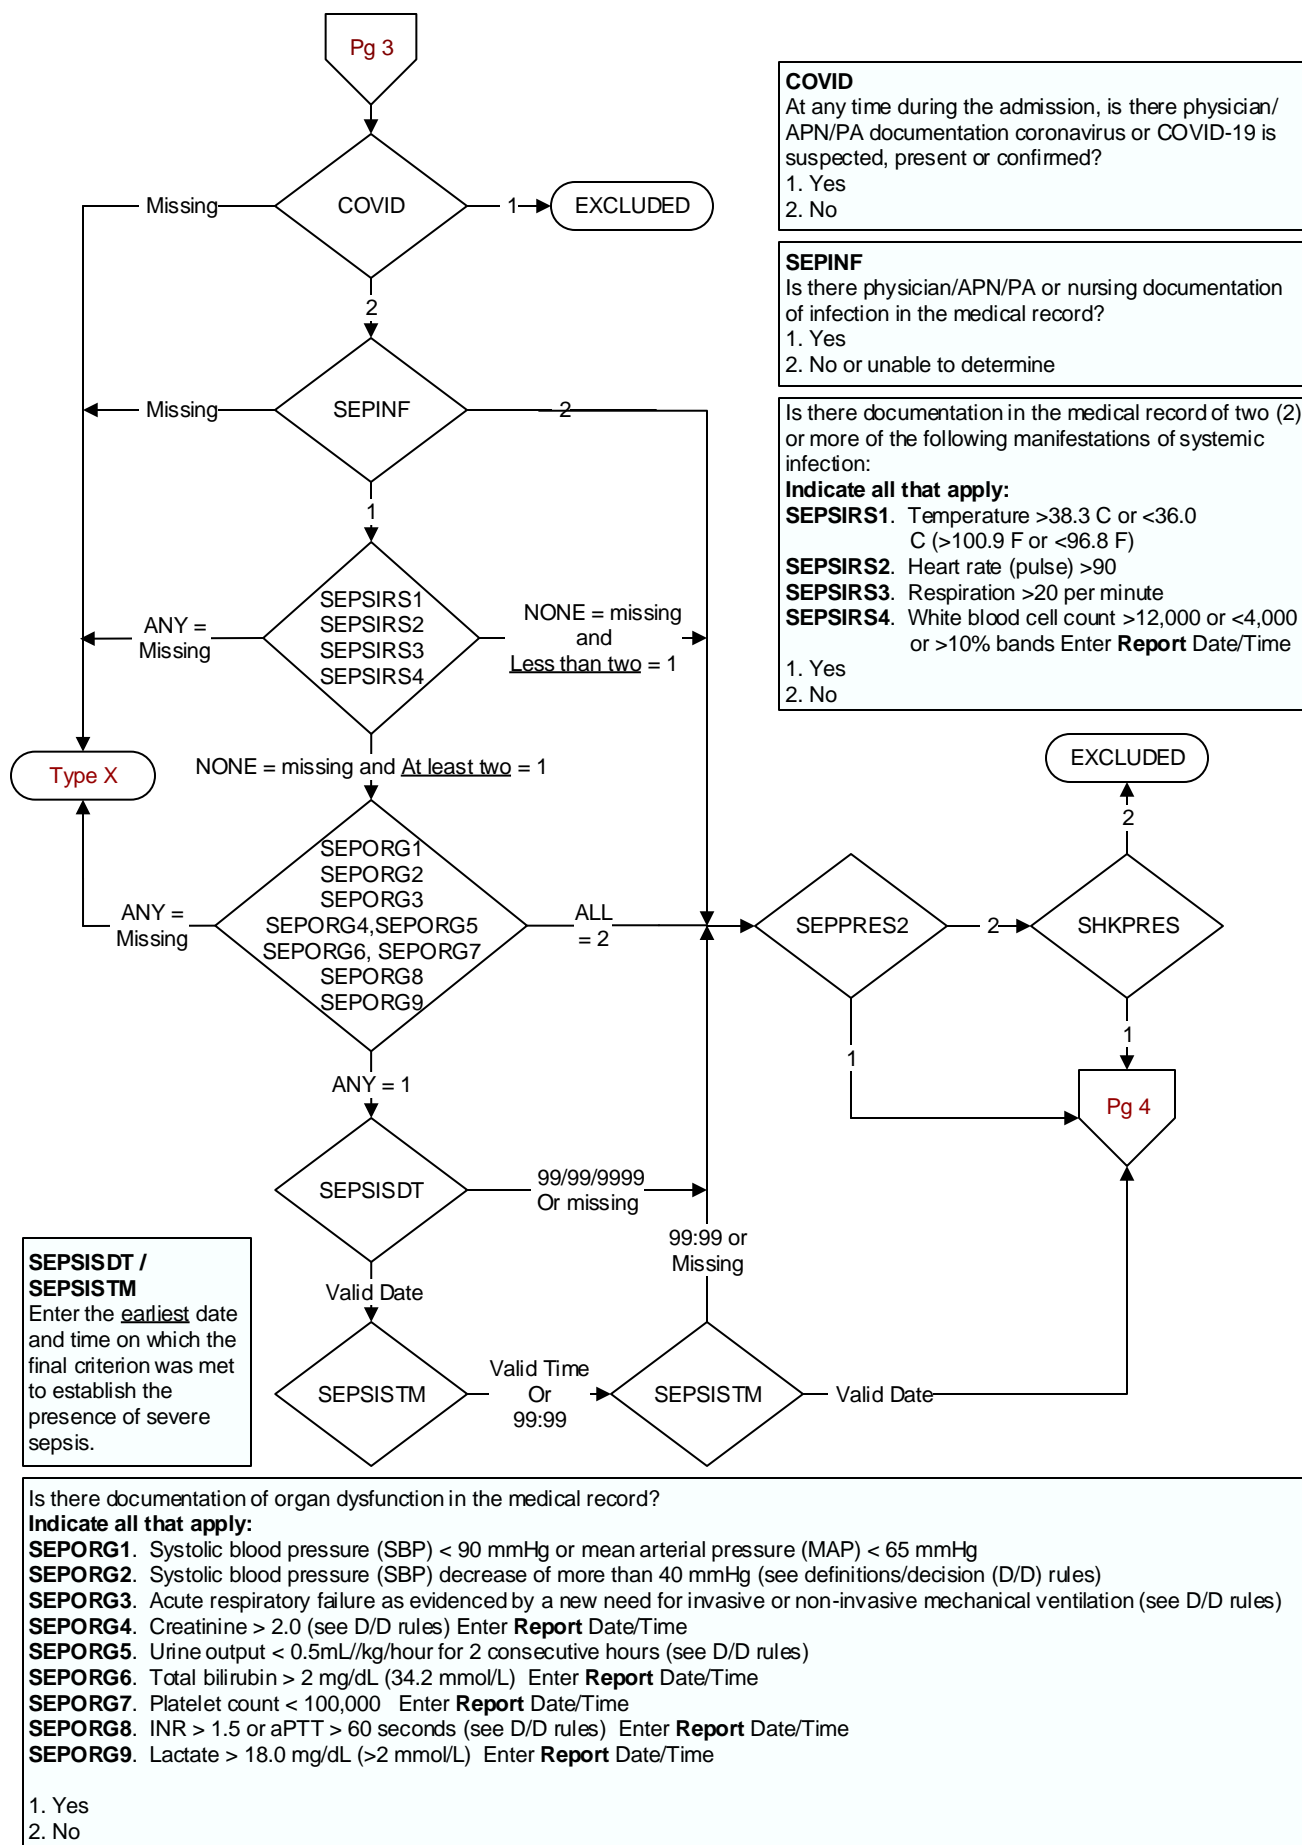 Pg 3
COVID
At any time during the admission, is there physician/
APN/PA documentation coronavirus or COVID-19 is
suspected, present or confirmed?
1. Yes
2. No
Missing
COVID
1
EXCLUDED
2
SEPINF
Is there physician/APN/PA or nursing documentation
of infection in the medical record?
1. Yes
2. No or unable to determine
Missing
SEPINF
2
1
Is there documentation in the medical record of two (2)
or more of the following manifestations of systemic
infection:
Indicate all that apply:
SEPSIRS1. Temperature >38.3 C or <36.0
C (>100.9 F or <96.8 F)
SEPSIRS2. Heart rate (pulse) >90
SEPSIRS3. Respiration >20 per minute
SEPSIRS4. White blood cell count >12,000 or <4,000
or >10% bands Enter Report Date/Time
1. Yes
2. No
ANY =
Missing
SEPSIRS1
SEPSIRS2
SEPSIRS3
SEPSIRS4
NONE = missing
and
Less than two = 1
Type X
NONE = missing and At least two = 1
EXCLUDED
2
ANY =
Missing
SEPORG1
SEPORG2
SEPORG3
SEPORG4,SEPORG5
SEPORG6, SEPORG7
SEPORG8
SEPORG9
ALL
= 2
SEPPRES2
2
SHKPRES
1
1
ANY = 1
Pg 4
SEPSISDT
99/99/9999
Or missing
99:99 or
Missing
Valid Date
SEPSISDT /
SEPSISTM
Enter the earliest date
and time on which the
final criterion was met
to establish the
presence of severe
sepsis.
SEPSISTM
Valid Time
Or
99:99
SEPSISTM
Valid Date
Is there documentation of organ dysfunction in the medical record?
Indicate all that apply:
SEPORG1. Systolic blood pressure (SBP) < 90 mmHg or mean arterial pressure (MAP) < 65 mmHg
SEPORG2. Systolic blood pressure (SBP) decrease of more than 40 mmHg (see definitions/decision (D/D) rules)
SEPORG3. Acute respiratory failure as evidenced by a new need for invasive or non-invasive mechanical ventilation (see D/D rules)
SEPORG4. Creatinine > 2.0 (see D/D rules) Enter Report Date/Time
SEPORG5. Urine output < 0.5mL//kg/hour for 2 consecutive hours (see D/D rules)
SEPORG6. Total bilirubin > 2 mg/dL (34.2 mmol/L) Enter Report Date/Time
SEPORG7. Platelet count < 100,000 Enter Report Date/Time
SEPORG8. INR > 1.5 or aPTT > 60 seconds (see D/D rules) Enter Report Date/Time
SEPORG9. Lactate > 18.0 mg/dL (>2 mmol/L) Enter Report Date/Time
1. Yes
2. No